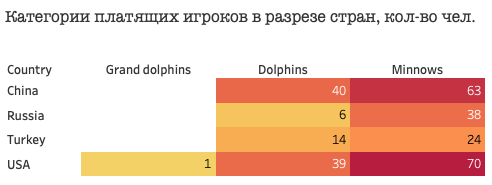 Категории платящих игроков в разрезе стран, кол-во чел.
Country Grand dolphins Dolphins Minnows
China 40 63
Russia 6 38
Turkey 14 24
USA 1 39 70